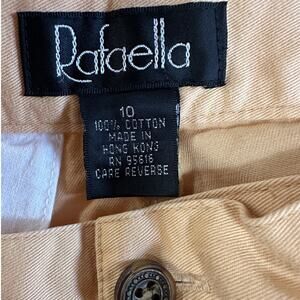 Rafaella
10
100% COTTON
MADE IN
HONG KONG
RN 95616
CARE REVERSE